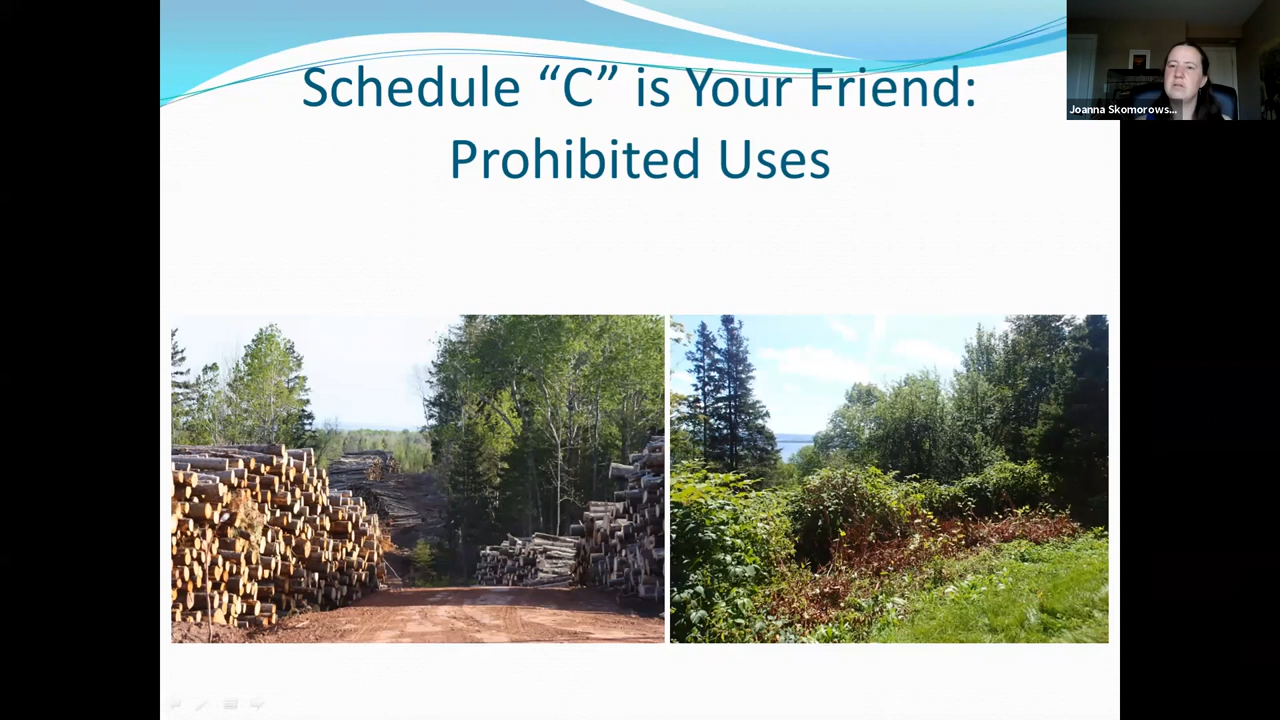 Schedule “C” is Your Friend:
Prohibited Uses
Joanna Skomorows...